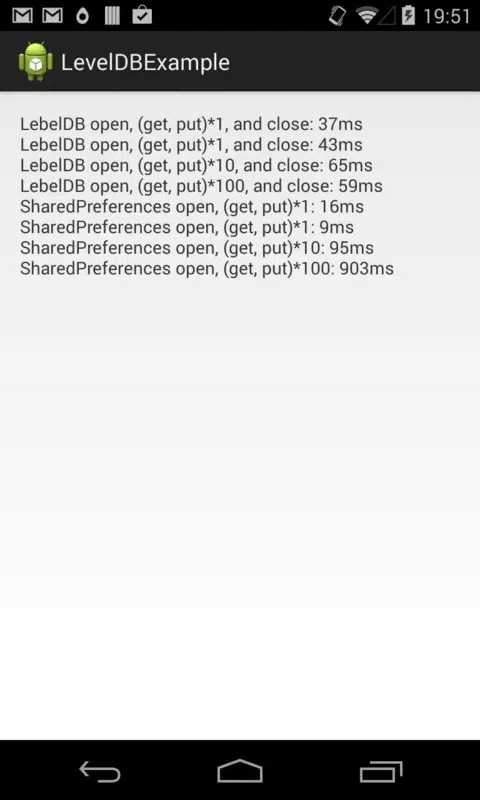 19:51
LevelDBExample
LebelDB open, (get, put)*1, and close: 37ms
LebelDB open, (get, put)*1, and close: 43ms
LebelDB open, (get, put)*10, and close: 65ms
LebelDB open, (get, put)*100, and close: 59ms
SharedPreferences open, (get, put)*1: 16ms
SharedPreferences open, (get, put)*1: 9ms
SharedPreferences open, (get, put)*10: 95ms
SharedPreferences open, (get, put)*100: 903ms